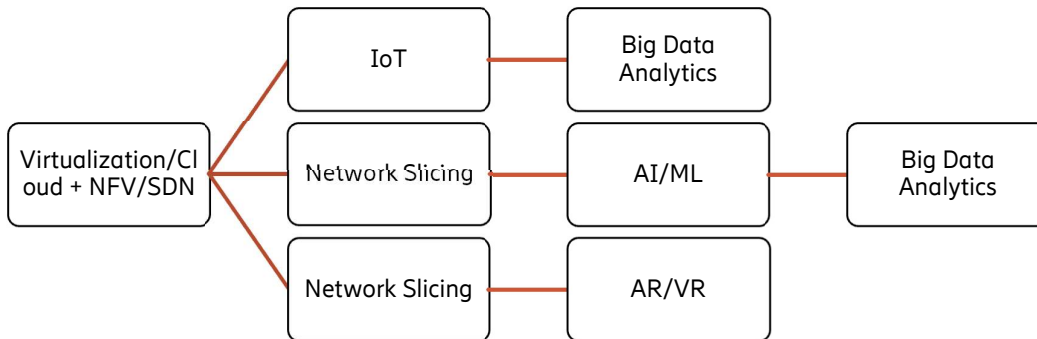 IoT
Big Data
Analytics
Virtualization/Cl
oud + NFV/SDN
Network Slicing
AI/ML
Big Data
Analytics
Network Slicing
AR/VR